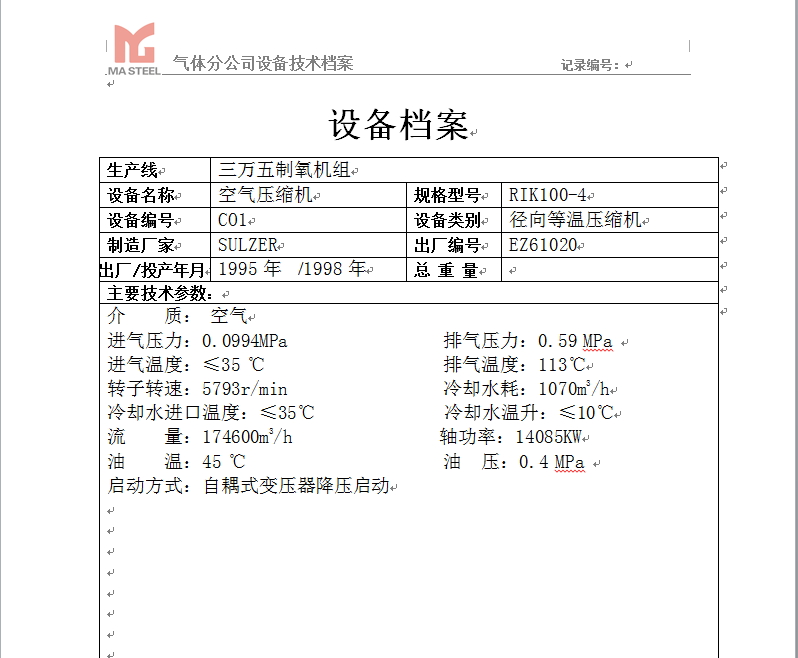 MA STEEL 气体分公司设备技术档案 记录编号：
设备档案
生产线 三万五制氧机组
设备名称 空气压缩机 规格型号 RIK100-4
设备编号 C01 设备类别 径向等温压缩机
制造厂家 SULZER 出厂编号 EZ61020
出厂/投产年月 1995 年 /1998 年 总 重 量
主要技术参数：
介 质： 空气
进气压力：0.0994MPa 排气压力：0.59 MPa
进气温度：≤35 ℃ 排气温度：113℃
转子转速：5793r/min 冷却水耗：1070m³/h
冷却水进口温度：≤35℃ 冷却水温升：≤10℃
流 量：174600m³/h 轴功率：14085KW
油 温：45 ℃ 油 压：0.4 MPa
启动方式：自耦式变压器降压启动